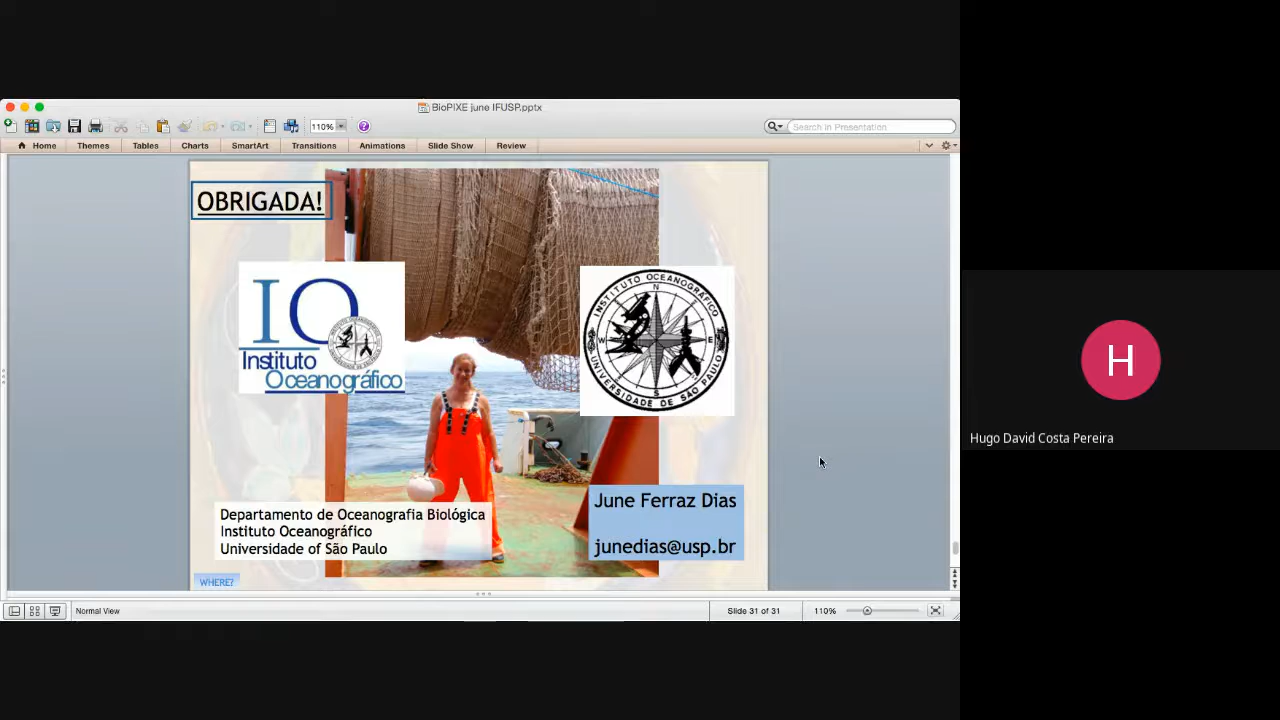 BioPIXE june IFUSP.pptx
110%
Search in Presentation
Home
Themes
Tables
Charts
SmartArt
Transitions
Animations
Slide Show
Review
OBRIGADA!
IO
Instituto
Oceanográfico
INSTITUTO OCEANOGRÁFICO
UNIVERSIDADE DE SÃO PAULO
N
W
E
S
Departamento de Oceanografia Biológica
Instituto Oceanográfico
Universidade of São Paulo
June Ferraz Dias
junedias@usp.br
WHERE?
Normal View
Slide 31 of 31
110%
H
Hugo David Costa Pereira